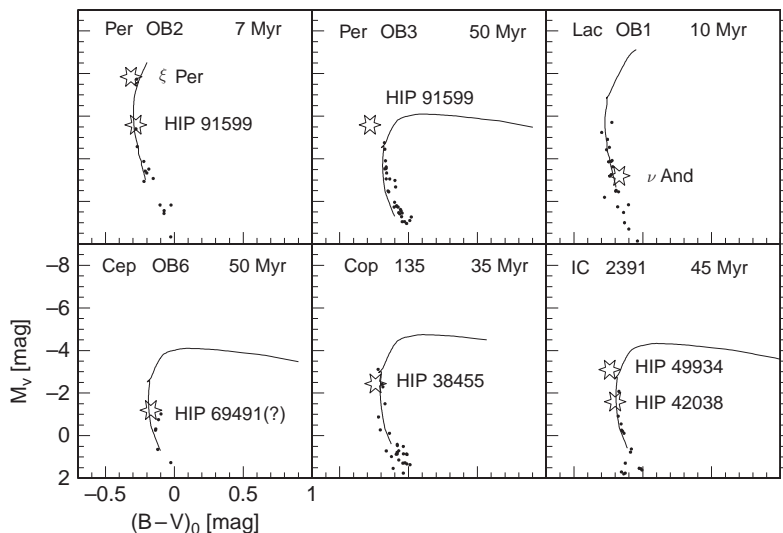 Per OB2 7 Myr
ξ Per
HIP 91599
Per OB3 50 Myr
HIP 91599
Lac OB1 10 Myr
ν And
Cep OB6 50 Myr
HIP 69491(?)
Cop 135 35 Myr
HIP 38455
IC 2391 45 Myr
HIP 49934
HIP 42038
−8
−6
−4
−2
0
2
Mv [mag]
−0.5 0 0.5 1
(B−V)0 [mag]